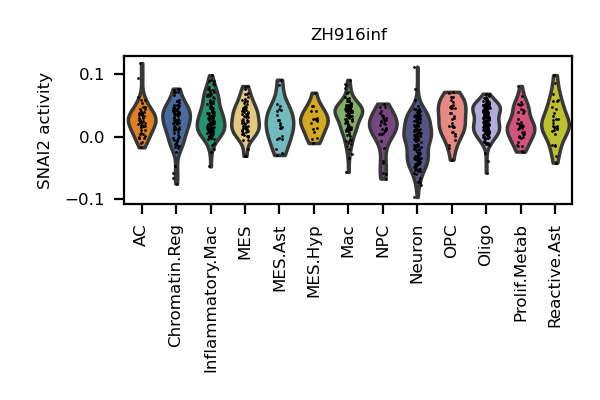 ZH916inf
SNAI2 activity
0.1
0.0
−0.1
AC
Chromatin.Reg
Inflammatory.Mac
MES
MES.Ast
MES.Hyp
Mac
NPC
Neuron
OPC
Oligo
Prolif.Metab
Reactive.Ast